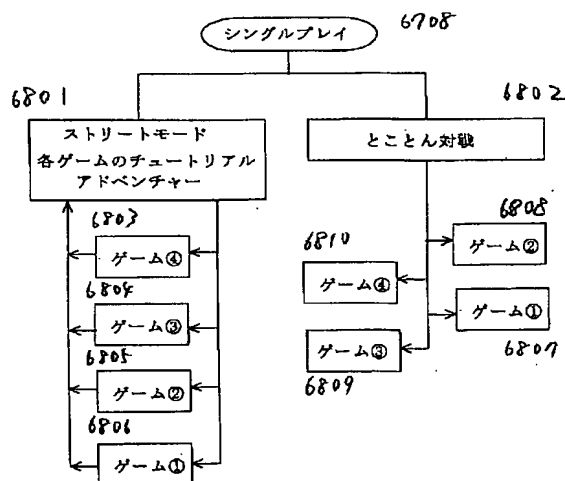 シングルプレイ
6708
6801
ストリートモード
各ゲームのチュートリアル
アドベンチャー
6802
とことん対戦
6803
ゲーム④
6804
ゲーム③
6805
ゲーム②
6806
ゲーム①
6808
ゲーム②
6810
ゲーム④
ゲーム①
6807
ゲーム③
6809